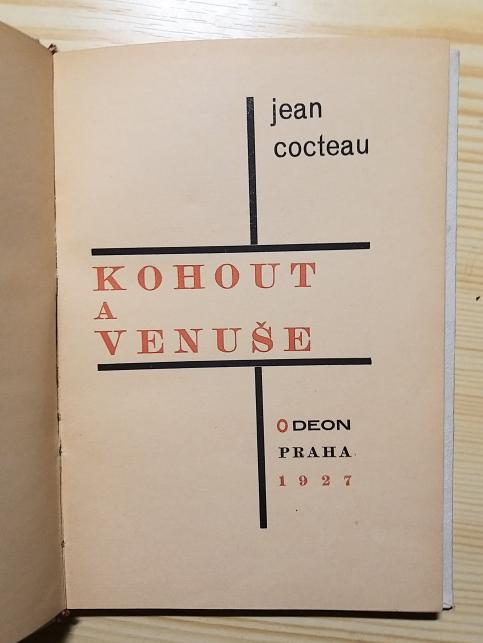 jean
cocteau
KOHOUT
A
VENUŠE
ODEON
PRAHA
1927